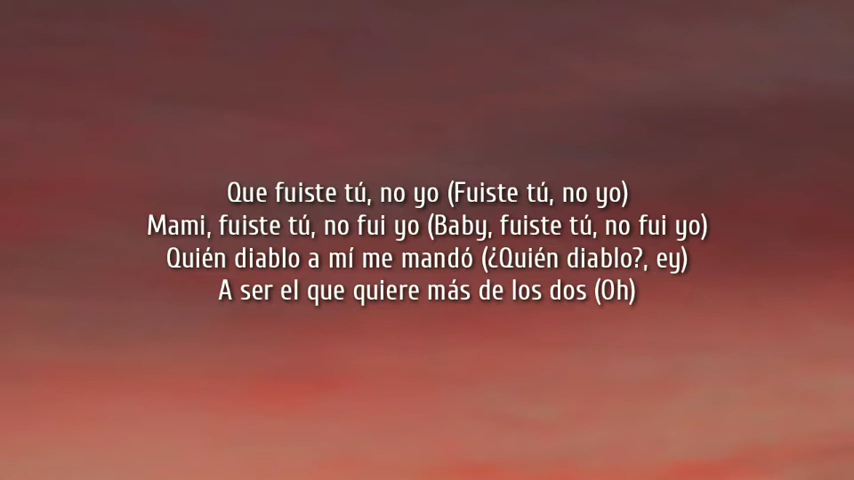 Que fuiste tú, no yo (Fuiste tú, no yo)
Mami, fuiste tú, no fui yo (Baby, fuiste tú, no fui yo)
Quién diablo a mí me mandó (¿Quién diablo?, ey)
A ser el que quiere más de los dos (Oh)